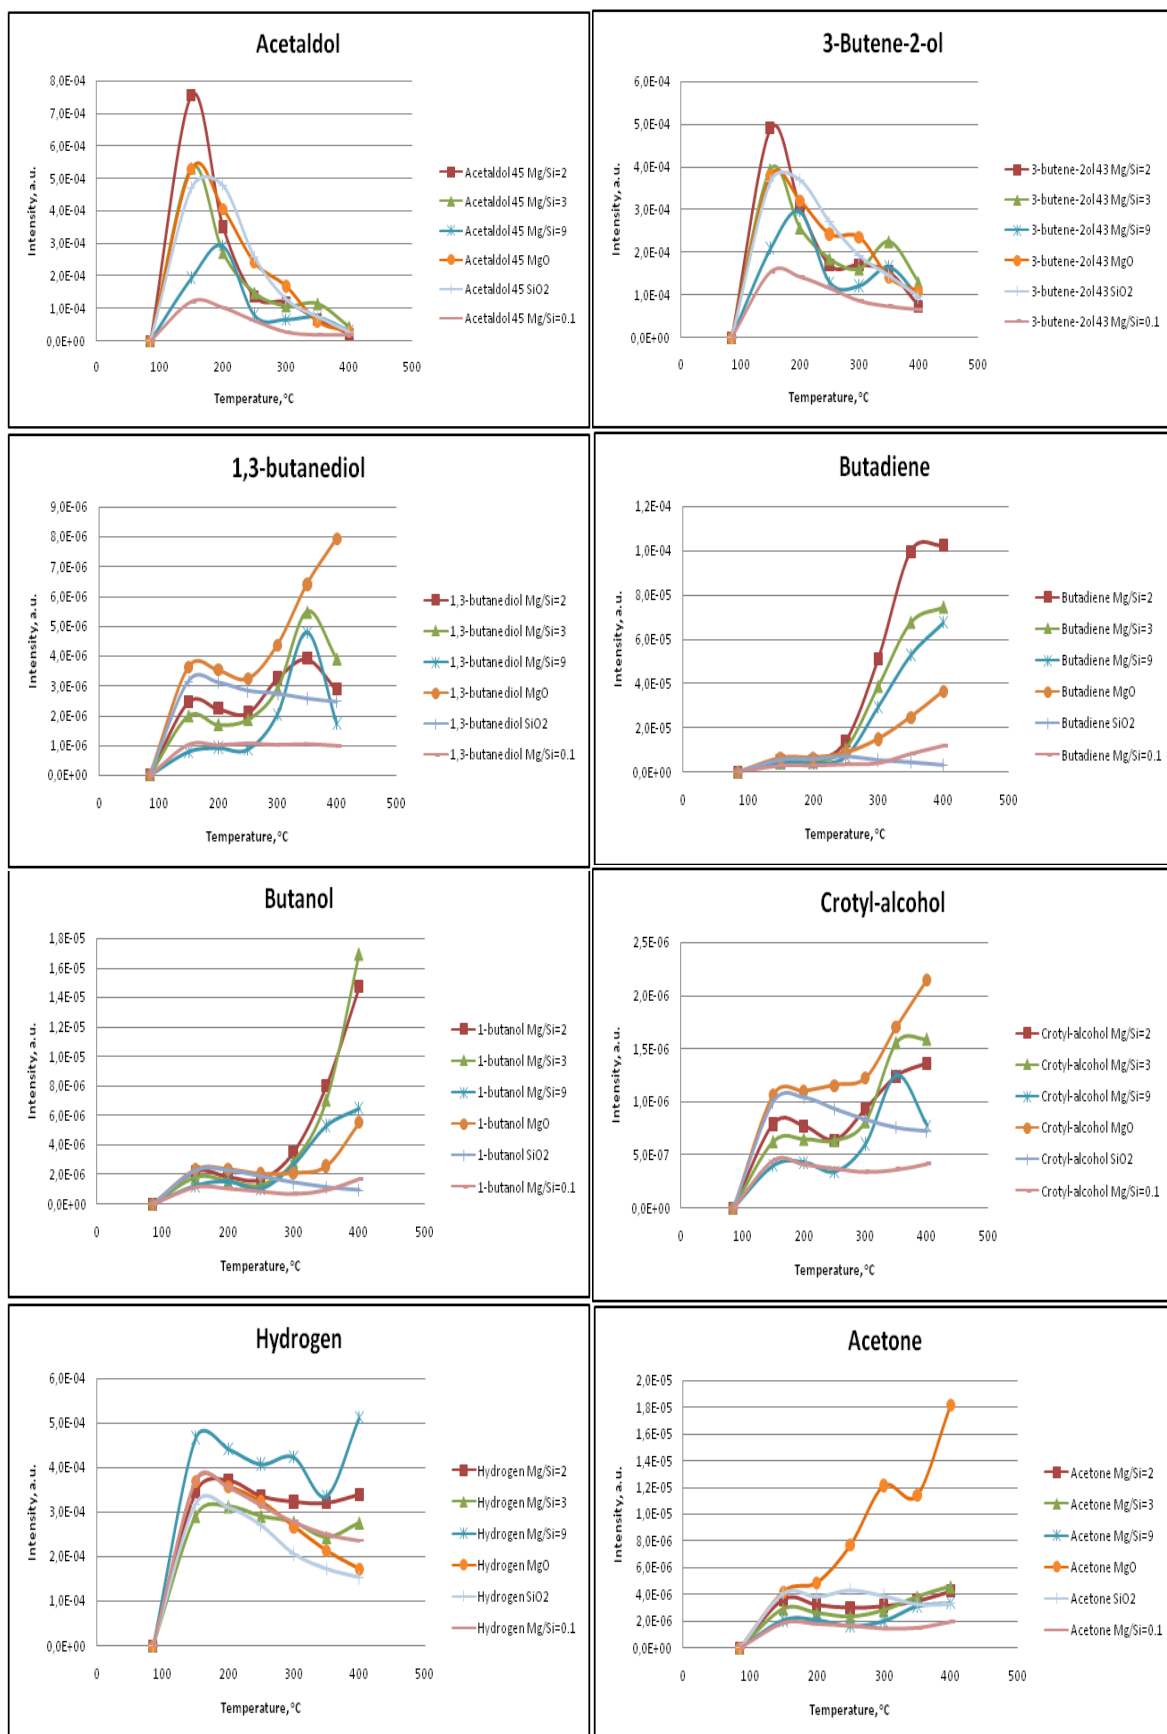 Acetaldol
8,0E-04
7,0E-04
6,0E-04
5,0E-04
4,0E-04
3,0E-04
2,0E-04
1,0E-04
0,0E+00
Intensity, a.u.
0 100 200 300 400 500
Temperature, °C
Acetaldol 45 Mg/Si=2
Acetaldol 45 Mg/Si=3
Acetaldol 45 Mg/Si=9
Acetaldol 45 MgO
Acetaldol 45 SiO2
Acetaldol 45 Mg/Si=0.1
3-Butene-2-ol
6,0E-04
5,0E-04
4,0E-04
3,0E-04
2,0E-04
1,0E-04
0,0E+00
Intensity, a.u.
0 100 200 300 400 500
Temperature, °C
3-butene-2ol 43 Mg/Si=2
3-butene-2ol 43 Mg/Si=3
3-butene-2ol 43 Mg/Si=9
3-butene-2ol 43 MgO
3-butene-2ol 43 SiO2
3-butene-2ol 43 Mg/Si=0.1
1,3-butanediol
9,0E-06
8,0E-06
7,0E-06
6,0E-06
5,0E-06
4,0E-06
3,0E-06
2,0E-06
1,0E-06
0,0E+00
Intensity, a.u.
0 100 200 300 400 500
Temperature, °C
1,3-butanediol Mg/Si=2
1,3-butanediol Mg/Si=3
1,3-butanediol Mg/Si=9
1,3-butanediol MgO
1,3-butanediol SiO2
1,3-butanediol Mg/Si=0.1
Butadiene
1,2E-04
1,0E-04
8,0E-05
6,0E-05
4,0E-05
2,0E-05
0,0E+00
Intensity, a.u.
0 100 200 300 400 500
Temperature, °C
Butadiene Mg/Si=2
Butadiene Mg/Si=3
Butadiene Mg/Si=9
Butadiene MgO
Butadiene SiO2
Butadiene Mg/Si=0.1
Butanol
1,8E-05
1,6E-05
1,4E-05
1,2E-05
1,0E-05
8,0E-06
6,0E-06
4,0E-06
2,0E-06
0,0E+00
Intensity, a.u.
0 100 200 300 400 500
Temperature, °C
1-butanol Mg/Si=2
1-butanol Mg/Si=3
1-butanol Mg/Si=9
1-butanol MgO
1-butanol SiO2
1-butanol Mg/Si=0.1
Crotyl-alcohol
2,5E-06
2,0E-06
1,5E-06
1,0E-06
5,0E-07
0,0E+00
Intensity, a.u.
0 100 200 300 400 500
Temperature, °C
Crotyl-alcohol Mg/Si=2
Crotyl-alcohol Mg/Si=3
Crotyl-alcohol Mg/Si=9
Crotyl-alcohol MgO
Crotyl-alcohol SiO2
Crotyl-alcohol Mg/Si=0.1
Hydrogen
6,0E-04
5,0E-04
4,0E-04
3,0E-04
2,0E-04
1,0E-04
0,0E+00
Intensity, a.u.
0 100 200 300 400 500
Temperature, °C
Hydrogen Mg/Si=2
Hydrogen Mg/Si=3
Hydrogen Mg/Si=9
Hydrogen MgO
Hydrogen SiO2
Hydrogen Mg/Si=0.1
Acetone
2,0E-05
1,8E-05
1,6E-05
1,4E-05
1,2E-05
1,0E-05
8,0E-06
6,0E-06
4,0E-06
2,0E-06
0,0E+00
Intensity, a.u.
0 100 200 300 400 500
Temperature, °C
Acetone Mg/Si=2
Acetone Mg/Si=3
Acetone Mg/Si=9
Acetone MgO
Acetone SiO2
Acetone Mg/Si=0.1